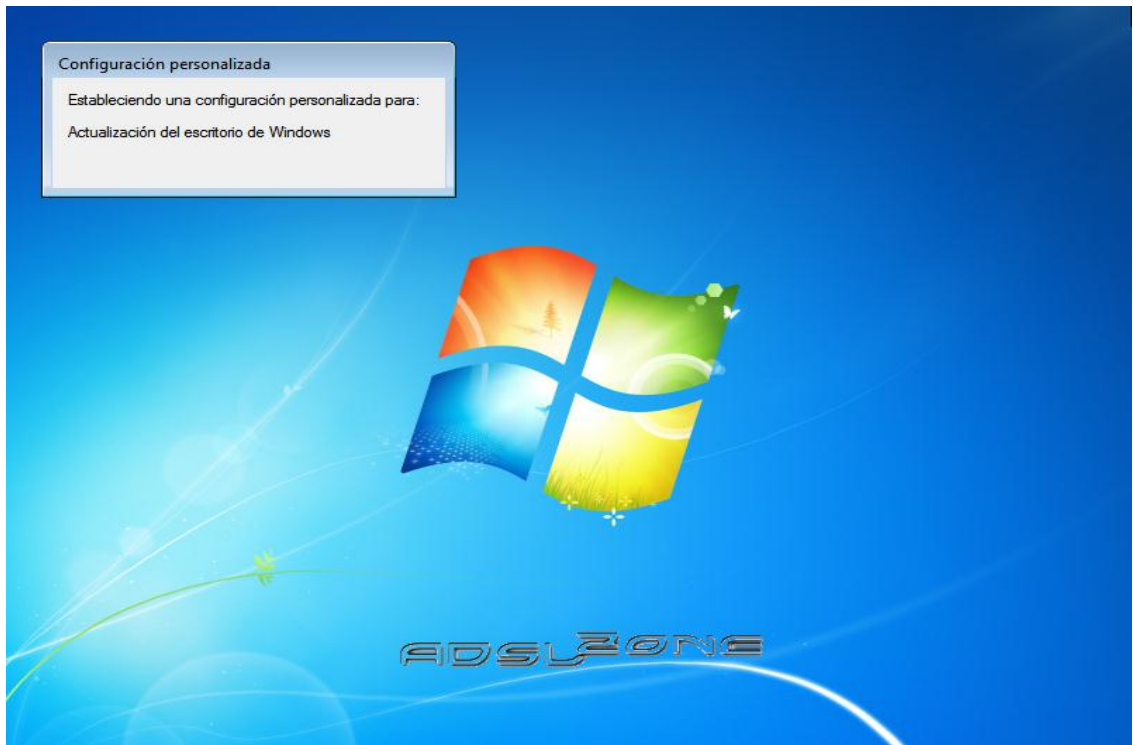 Configuración personalizada
Estableciendo una configuración personalizada para:
Actualización del escritorio de Windows
ADSLZONE